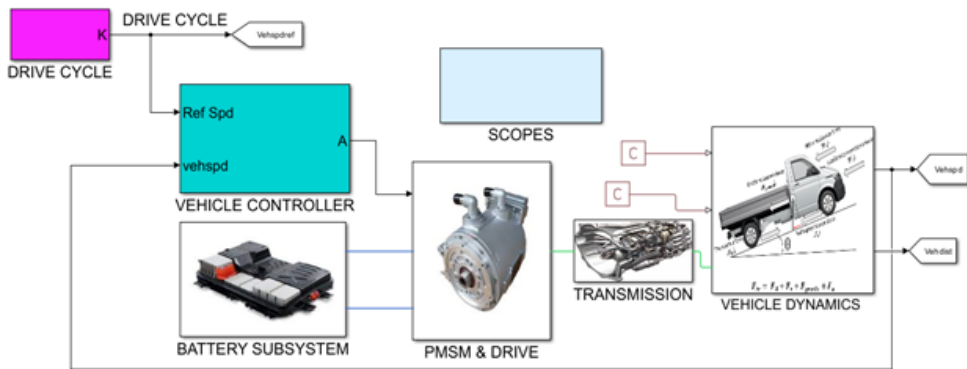 DRIVE CYCLE
K
Vehspdref
DRIVE CYCLE
Ref Spd
vehspd
A
VEHICLE CONTROLLER
SCOPES
C
C
Vehspd
Vehdist
BATTERY SUBSYSTEM
PMSM & DRIVE
TRANSMISSION
θ
VEHICLE DYNAMICS